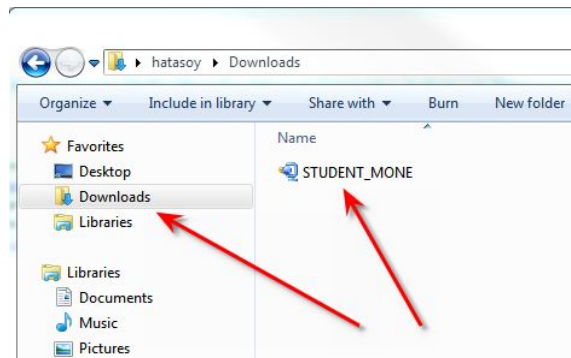 hatasoy Downloads
Organize Include in library Share with Burn New folder
Favorites
Desktop
Downloads
Libraries
Libraries
Documents
Music
Pictures
Name
STUDENT_MONE